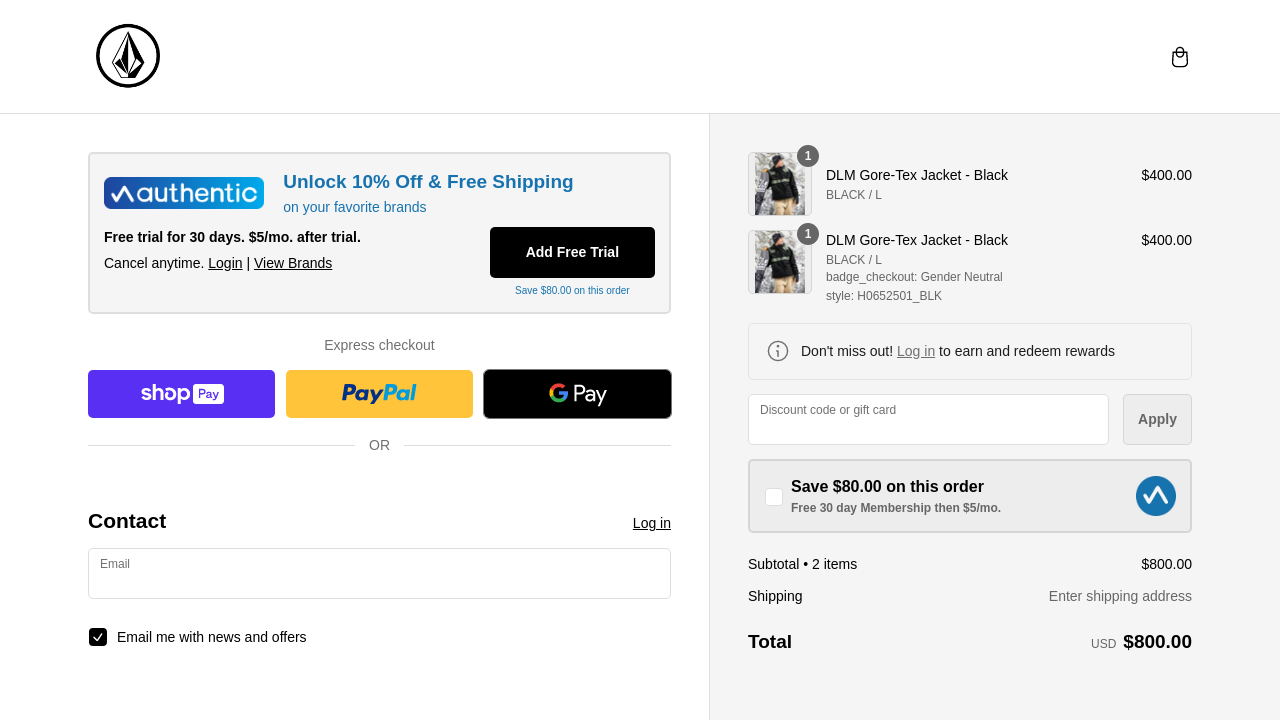 authentic
Unlock 10% Off & Free Shipping
on your favorite brands
Free trial for 30 days. $5/mo. after trial.
Cancel anytime. Login | View Brands
Add Free Trial
Save $80.00 on this order
Express checkout
shop Pay
PayPal
G Pay
OR
Contact
Log in
Email
Email me with news and offers
1
DLM Gore-Tex Jacket - Black
$400.00
BLACK / L
1
DLM Gore-Tex Jacket - Black
$400.00
BLACK / L
badge_checkout: Gender Neutral
style: H0652501_BLK
Don't miss out! Log in to earn and redeem rewards
Discount code or gift card
Apply
Save $80.00 on this order
Free 30 day Membership then $5/mo.
Subtotal • 2 items
$800.00
Shipping
Enter shipping address
Total
USD $800.00